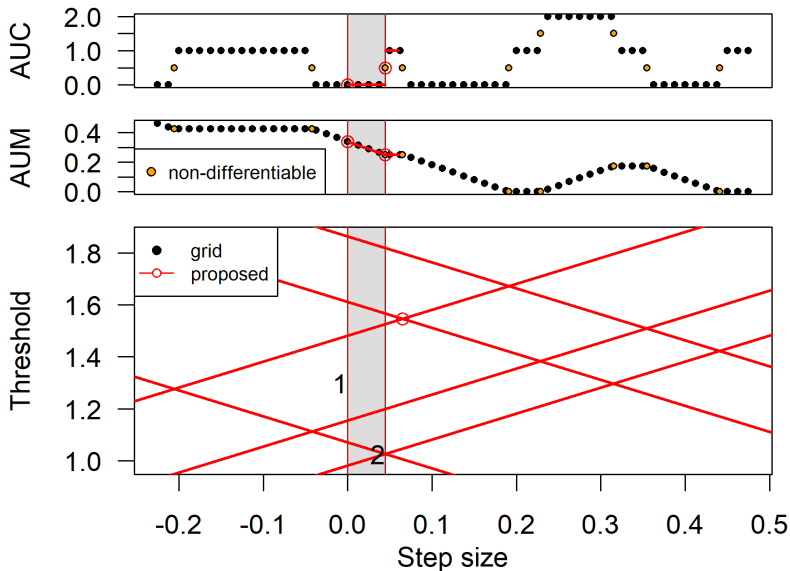 AUC
2.0
1.0
0.0
AUM
0.4
0.2
0.0
non-differentiable
Threshold
1.8
1.6
1.4
1.2
1.0
grid
proposed
1
2
-0.2 -0.1 0.0 0.1 0.2 0.3 0.4 0.5
Step size